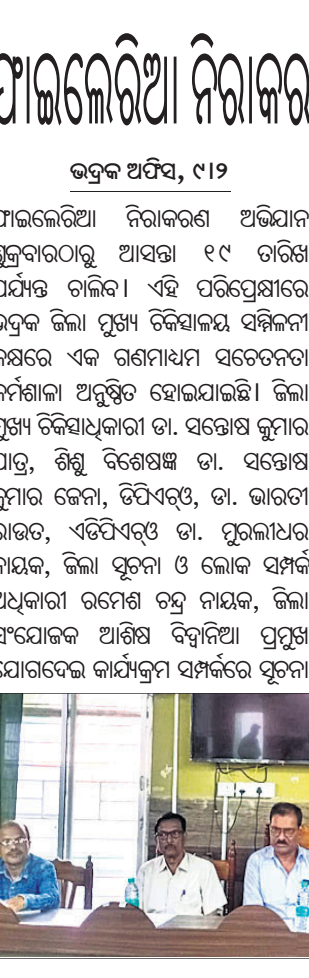 ଫାଇଲେରିଆ ନିରାକର
ଭଦ୍ରକ ଅଫିସ, ୯।୨
ଫାଇଲେରିଆ ନିରାକରଣ ଅଭିଯାନ
ଶୁକ୍ରବାରଠାରୁ ଆସନ୍ତା ୧୯ ତାରିଖ
ପର୍ଯ୍ୟନ୍ତ ଚାଲିବ। ଏହି ପରିପ୍ରେକ୍ଷୀରେ
ଭଦ୍ରକ ଜିଲା ମୁଖ୍ୟ ଚିକିତ୍ସାଳୟ ସମ୍ମିଳନୀ
କକ୍ଷରେ ଏକ ଗଣମାଧ୍ୟମ ସଚେତନତା
କର୍ମଶାଳା ଅନୁଷ୍ଠିତ ହୋଇଯାଇଛି। ଜିଲା
ମୁଖ୍ୟ ଚିକିତ୍ସାଧିକାରୀ ଡା. ସନ୍ତୋଷ କୁମାର
ପାତ୍ର, ଶିଶୁ ବିଶେଷଜ୍ଞ ଡା. ସନ୍ତୋଷ
କୁମାର ଜେନା, ଡିପିଏଚ୍ଓ, ଡା. ଭାରତୀ
ରାଉତ, ଏଡିପିଏଚ୍ଓ ଡା. ମୁରଲୀଧର
ନାୟକ, ଜିଲା ସୂଚନା ଓ ଲୋକ ସମ୍ପର୍କ
ଅଧିକାରୀ ରମେଶ ଚନ୍ଦ୍ର ନାୟକ, ଜିଲା
ସଂଯୋଜକ ଆଶିଷ ବିଦ୍ୱାନିଆ ପ୍ରମୁଖ
ଯୋଗଦେଇ କାର୍ଯ୍ୟକ୍ରମ ସମ୍ପର୍କରେ ସୂଚନା